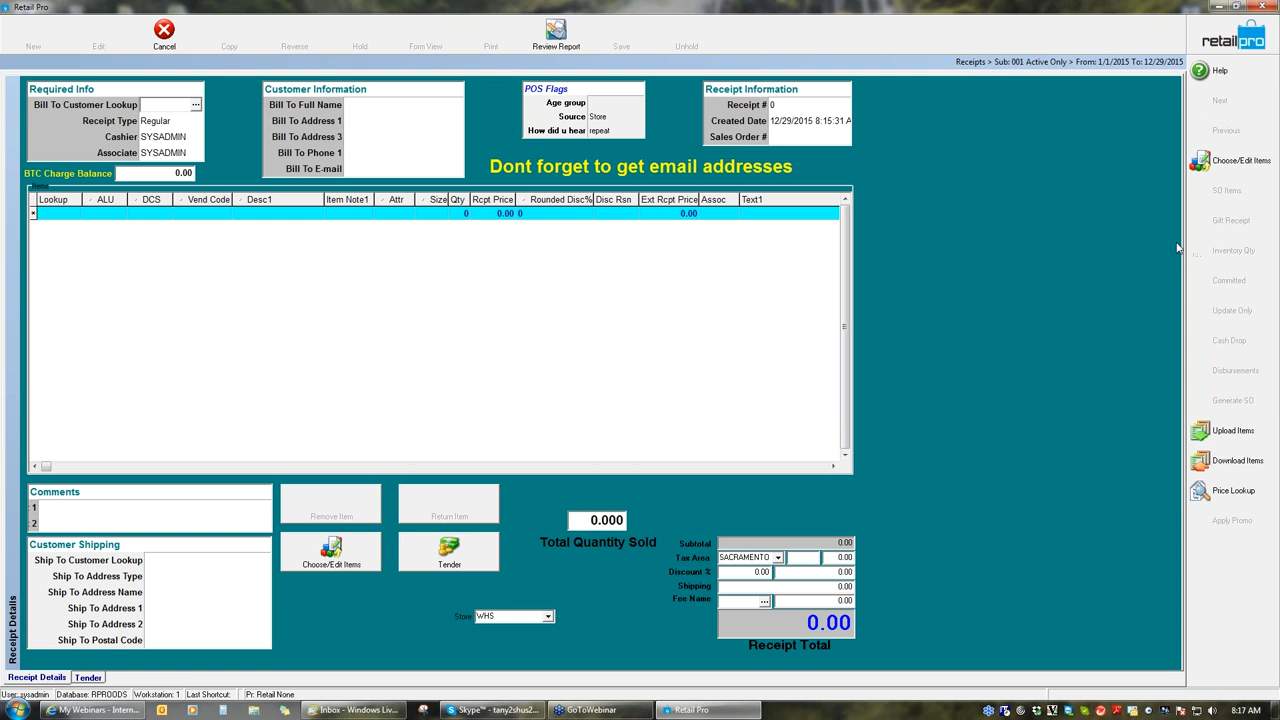 Retail Pro
New Edit Cancel Copy Reverse Hold Form View Print Review Report Save Unhold
retailpro
Receipts > Sub: 001 Active Only > From: 1/1/2015 To: 12/29/2015
Required Info
Bill To Customer Lookup ...
Receipt Type Regular
Cashier SYSADMIN
Associate SYSADMIN
BTC Charge Balance 0.00
Customer Information
Bill To Full Name
Bill To Address 1
Bill To Address 3
Bill To Phone 1
Bill To E-mail
POS Flags
Age group
Source Store
How did u hear repeat
Receipt Information
Receipt # 0
Created Date 12/29/2015 8:15:31 A
Sales Order #
Dont forget to get email addresses
Items
Lookup ALU DCS Vend Code Desc1 Item Note1 Attr Size Qty Rcpt Price Rounded Disc% Disc Rsn Ext Rcpt Price Assoc Text1
* 0 0.00 0 0.00
Comments
1
2
Customer Shipping
Ship To Customer Lookup
Ship To Address Type
Ship To Address Name
Ship To Address 1
Ship To Address 2
Ship To Postal Code
Remove Item
Return Item
Choose/Edit Items
Tender
0.000
Total Quantity Sold
Store WHS
Subtotal 0.00
Tax Area SACRAMENTO 0.00
Discount % 0.00 0.00
Shipping 0.00
Fee Name ... 0.00
0.00
Receipt Total
Help
Next
Previous
Choose/Edit Items
SO Items
Gift Receipt
Inventory Qty
Committed
Update Only
Cash Drop
Disbursements
Generate SO
Upload Items
Download Items
Price Lookup
Apply Promo
Receipt Details
Receipt Details Tender
User: sysadmin Database: RPROODS Workstation: 1 Last Shortcut: Pr: Retail None
My Webinars - Intern... Inbox - Windows Liv... Skype™ - tany2shus2... GoToWebinar Retail Pro 8:17 AM